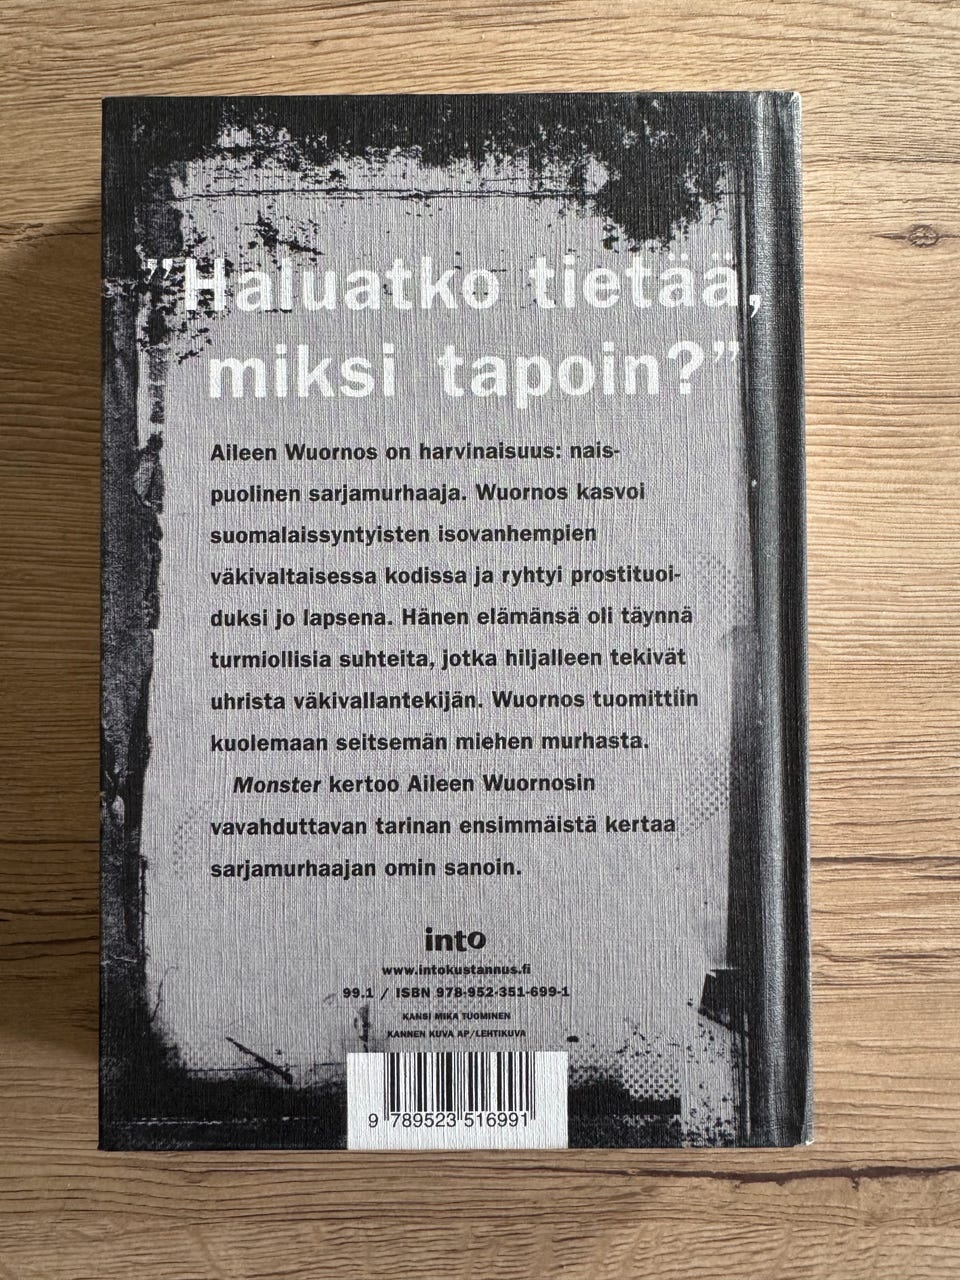 ”Haluatko tietää,
miksi tapoin?”
Aileen Wuornos on harvinaisuus: nais-
puolinen sarjamurhaaja. Wuornos kasvoi
suomalaissyntyisten isovanhempien
väkivaltaisessa kodissa ja ryhtyi prostituoi-
duksi jo lapsena. Hänen elämänsä oli täynnä
turmiollisia suhteita, jotka hiljalleen tekivät
uhrista väkivallantekijän. Wuornos tuomittiin
kuolemaan seitsemän miehen murhasta.
Monster kertoo Aileen Wuornosin
vavahduttavan tarinan ensimmäistä kertaa
sarjamurhaajan omin sanoin.
into
www.intokustannus.fi
99.1 / ISBN 978-952-351-699-1
KANSI MIKA TUOMINEN
KANNEN KUVA AP/LEHTIKUVA
9 789523 516991